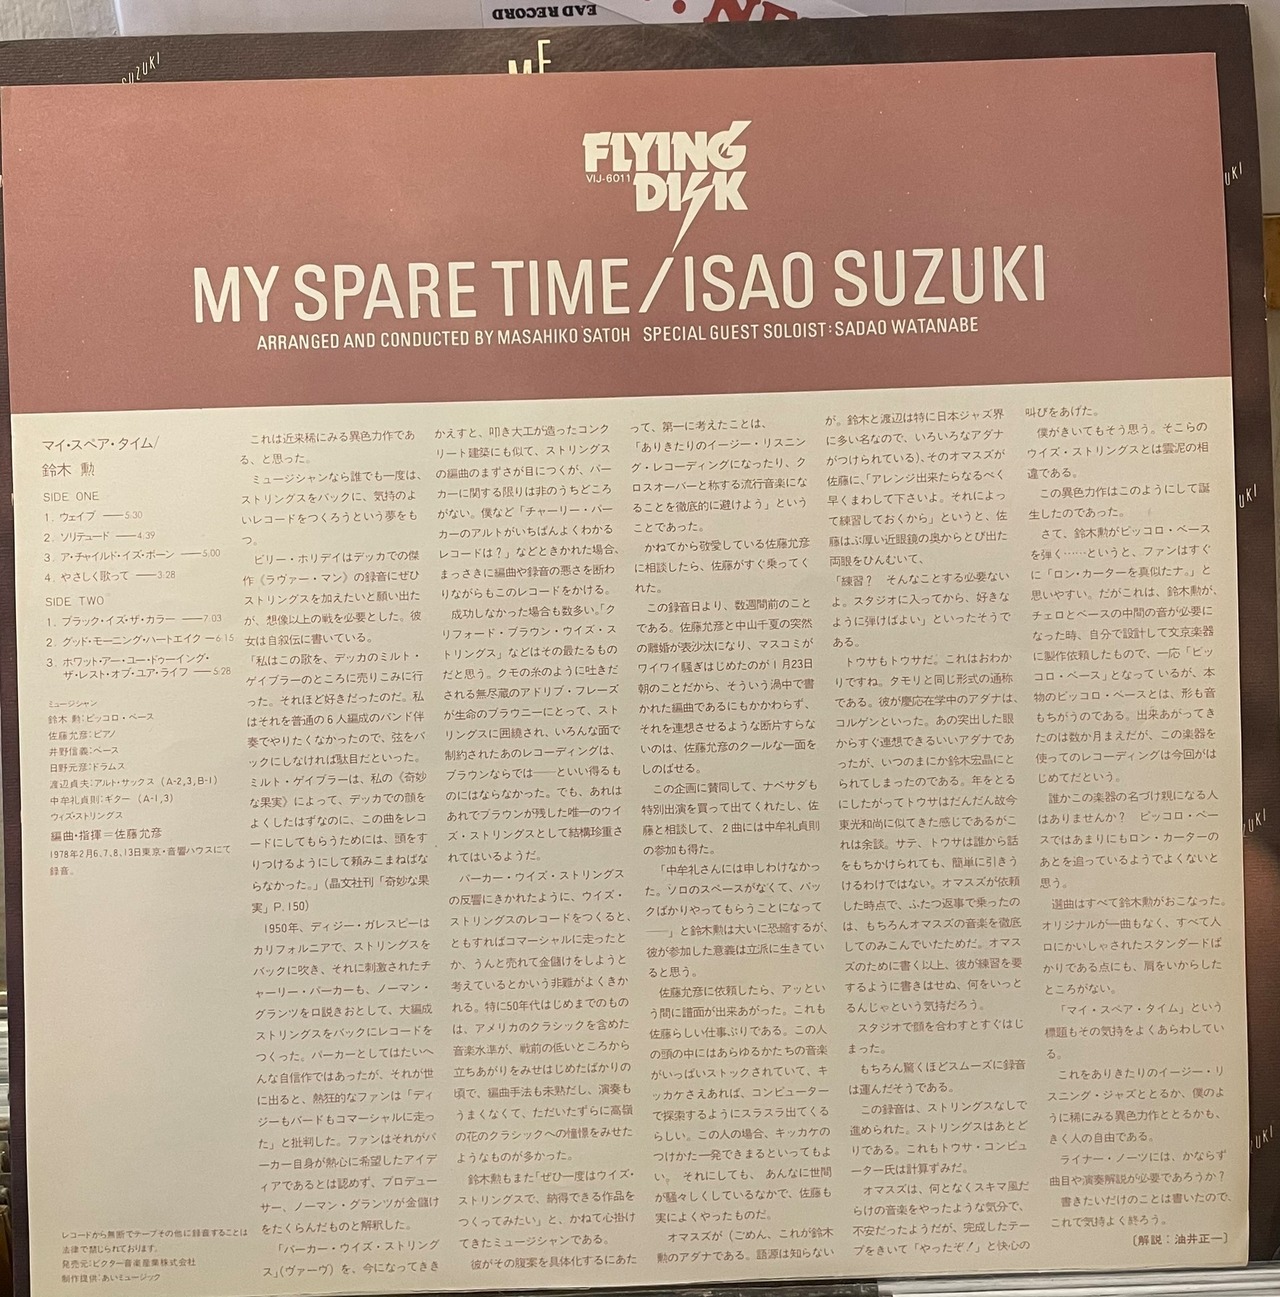 EAD RECORD
SUZUKI
ME
FLYING
VIJ-6011
DISK
MY SPARE TIME/ISAO SUZUKI
ARRANGED AND CONDUCTED BY MASAHIKO SATOH SPECIAL GUEST SOLOIST:SADAO WATANABE
マイ・スペア・タイム/
鈴木 勲
SIDE ONE
1. ウェイブ ——5:30
2. ソリチュード ——4:39
3. ア・チャイルド・イズ・ボーン ——5:00
4. やさしく歌って ——3:28
SIDE TWO
1. ブラック・イズ・ザ・カラー ——7:03
2. グッド・モーニング・ハートエイク —6:15
3. ホワット・アー・ユー・ドゥーイング・
ザ・レスト・オブ・ユア・ライフ ——5:28
ミュージシャン
鈴木 勲:ピッコロ・ベース
佐藤允彦:ピアノ
井野信義:ベース
日野元彦:ドラムス
渡辺貞夫:アルト・サックス (A-2,3,B-1)
中牟礼貞則:ギター (A-1,3)
ウィズ・ストリングス
編曲・指揮=佐藤允彦
1978年2月6、7、8、13日東京・音響ハウスにて
録音。
レコードから無断でテープその他に録音することは
法律で禁じられております。
発売元:ビクター音楽産業株式会社
制作提供:あいミュージック
これは近来稀にみる異色力作であ
る、と思った。
ミュージシャンなら誰でも一度は、
ストリングスをバックに、気持のよ
いレコードをつくろうという夢をも
つ。
ビリー・ホリデイはデッカでの傑
作《ラヴァー・マン》の録音にぜひ
ストリングスを加えたいと願い出た
が、想像以上の戦を必要とした。彼
女は自叙伝に書いている。
「私はこの歌を、デッカのミルト・
ゲイブラーのところに売りこみに行
った。それほど好きだったのだ。私
はそれを普通の6人編成のバンド伴
奏でやりたくなかったので、弦をバ
ックにしなければ駄目だといった。
ミルト・ゲイブラーは、私の《奇妙
な果実》によって、デッカでの顔を
よくしたはずなのに、この曲をレコ
ードにしてもらうためには、頭をす
りつけるようにして頼みこまねばな
らなかった。」(晶文社刊「奇妙な果
実」P.150)
1950年、ディジー・ガレスピーは
カリフォルニアで、ストリングスを
バックに吹き、それに刺激されたチ
ャーリー・パーカーも、ノーマン・
グランツを口説きおとして、大編成
ストリングスをバックにレコードを
つくった。パーカーとしてはたいへ
んな自信作ではあったが、それが世
に出ると、熱狂的なファンは「ディ
ジーもバードもコマーシャルに走っ
た」と批判した。ファンはそれがパ
ーカー自身が熱心に希望したアイデ
ィアであるとは認めず、プロデュー
サー、ノーマン・グランツが金儲け
をたくらんだものと解釈した。
「パーカー・ウイズ・ストリング
ス」(ヴァーヴ)を、今になってきき
かえすと、叩き大工が造ったコンク
リート建築にも似て、ストリングス
の編曲のまずさが目につくが、パー
カーに関する限りは非のうちどころ
がない。僕など「チャーリー・パー
カーのアルトがいちばんよくわかる
レコードは?」などときかれた場合、
まっさきに編曲や録音の悪さを断わ
りながらもこのレコードをかける。
成功しなかった場合も数多い。「ク
リフォード・ブラウン・ウイズ・ス
トリングス」などはその最たるもの
だと思う。クモの糸のように吐きだ
される無尽蔵のアドリブ・フレーズ
が生命のブラウニーにとって、スト
リングスに囲繞され、いろんな面で
制約されたあのレコーディングは、
ブラウンならでは——といい得るも
のにはならなかった。でも、あれは
あれでブラウンが残した唯一のウイ
ズ・ストリングスとして結構珍重さ
れてはいるようだ。
パーカー・ウイズ・ストリングス
の反響にきかれたように、ウイズ・
ストリングスのレコードをつくると、
ともすればコマーシャルに走ったと
か、うんと売れて金儲けをしようと
考えているとかいう非難がよくきか
れる。特に50年代はじめまでのもの
は、アメリカのクラシックを含めた
音楽水準が、戦前の低いところから
立ちあがりをみせはじめたばかりの
頃で、編曲手法も未熟だし、演奏も
うまくなくて、ただいたずらに高嶺
の花のクラシックへの憧憬をみせた
ようなものが多かった。
鈴木勲もまた「ぜひ一度はウイズ・
ストリングスで、納得できる作品を
つくってみたい」と、かねて心掛け
てきたミュージシャンである。
彼がその腹案を具体化するにあた
って、第一に考えたことは、
「ありきたりのイージー・リスニン
グ・レコーディングになったり、ク
ロスオーバーと称する流行音楽にな
ることを徹底的に避けよう」という
ことであった。
かねてから敬愛している佐藤允彦
に相談したら、佐藤がすぐ乗ってく
れた。
この録音日より、数週間前のこと
である。佐藤允彦と中山千夏の突然
の離婚が表沙汰になり、マスコミが
ワイワイ騒ぎはじめたのが1月23日
朝のことだから、そういう渦中で書
かれた編曲であるにもかかわらず、
それを連想させるような断片すらな
いのは、佐藤允彦のクールな一面を
しのばせる。
この企画に賛同して、ナベサダも
特別出演を買って出てくれたし、佐
藤と相談して、2曲には中牟礼貞則
の参加も得た。
「中牟礼さんには申しわけなかっ
た。ソロのスペースがなくて、バッ
クばかりやってもらうことになって
——」と鈴木勲は大いに恐縮するが、
彼が参加した意義は立派に生きてい
ると思う。
佐藤允彦に依頼したら、アッとい
う間に譜面が出来あがった。これも
佐藤らしい仕事ぶりである。この人
の頭の中にはあらゆるかたちの音楽
がいっぱいストックされていて、キ
ッカケさえあれば、コンピューター
で探索するようにスラスラ出てくる
らしい。この人の場合、キッカケの
つけかた一発できまるといってもよ
い。それにしても、あんなに世間
が騒々しくしているなかで、佐藤も
実によくやったものだ。
オマスズが(ごめん、これが鈴木
勲のアダナである。語源は知らない
が。鈴木と渡辺は特に日本ジャズ界
に多い名なので、いろいろなアダナ
がつけられている)、そのオマスズが
佐藤に、「アレンジ出来たらなるべく
早くまわして下さいよ。それによっ
て練習しておくから」というと、佐
藤はぶ厚い近眼鏡の奥からとび出た
両眼をひんむいて、
「練習? そんなことする必要ない
よ。スタジオに入ってから、好きな
ように弾けばよい」といったそうで
ある。
トウサもトウサだ。これはおわか
りですね。タモリと同じ形式の通称
である。彼が慶応在学中のアダナは、
コルゲンといった。あの突出した眼
からすぐ連想できるいいアダナであ
ったが、いつのまにか鈴木宏昌にと
られてしまったのである。年をとる
にしたがってトウサはだんだん故今
東光和尚に似てきた感じであるがこ
れは余談。サテ、トウサは誰から話
をもちかけられても、簡単に引きう
けるわけではない。オマスズが依頼
した時点で、ふたつ返事で乗ったの
は、もちろんオマスズの音楽を徹底
してのみこんでいたためだ。オマス
ズのために書く以上、彼が練習を要
するように書きはせぬ、何をいっと
るんじゃという気持だろう。
スタジオで顔を合わすとすぐはじ
まった。
もちろん驚くほどスムーズに録音
は運んだそうである。
この録音は、ストリングスなしで
進められた。ストリングスはあとど
りである。これもトウサ・コンピュ
ーター氏は計算ずみだ。
オマスズは、何となくスキマ風だ
らけの音楽をやったような気分で、
不安だったようだが、完成したテー
プをきいて「やったぞ!」と快心の
叫びをあげた。
僕がきいてもそう思う。そこらの
ウイズ・ストリングスとは雲泥の相
違である。
この異色力作はこのようにして誕
生したのであった。
さて、鈴木勲がピッコロ・ベース
を弾く……というと、ファンはすぐ
に「ロン・カーターを真似たナ。」と
思いやすい。だがこれは、鈴木勲が、
チェロとベースの中間の音が必要に
なった時、自分で設計して文京楽器
に製作依頼したもので、一応「ピッ
コロ・ベース」となっているが、本
物のピッコロ・ベースとは、形も音
もちがうのである。出来あがってき
たのは数か月まえだが、この楽器を
使ってのレコーディングは今回がは
じめてだという。
誰かこの楽器の名づけ親になる人
はありませんか? ピッコロ・ベー
スではあまりにもロン・カーターの
あとを追っているようでよくないと
思う。
選曲はすべて鈴木勲がおこなった。
オリジナルが一曲もなく、すべて人
口にかいしゃされたスタンダードば
かりである点にも、肩をいからした
ところがない。
「マイ・スペア・タイム」という
標題もその気持をよくあらわしてい
る。
これをありきたりのイージー・リ
スニング・ジャズととるか、僕のよ
うに稀にみる異色力作ととるかも、
きく人の自由である。
ライナー・ノーツには、かならず
曲目や演奏解説が必要であろうか?
書きたいだけのことは書いたので、
これで気持よく終ろう。
〔解説:油井正一〕